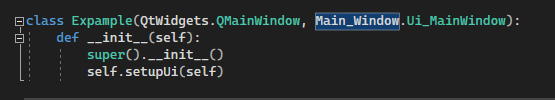 class Expample(QtWidgets.QMainWindow, Main_Window.Ui_MainWindow):
def __init__(self):
super().__init__()
self.setupUi(self)